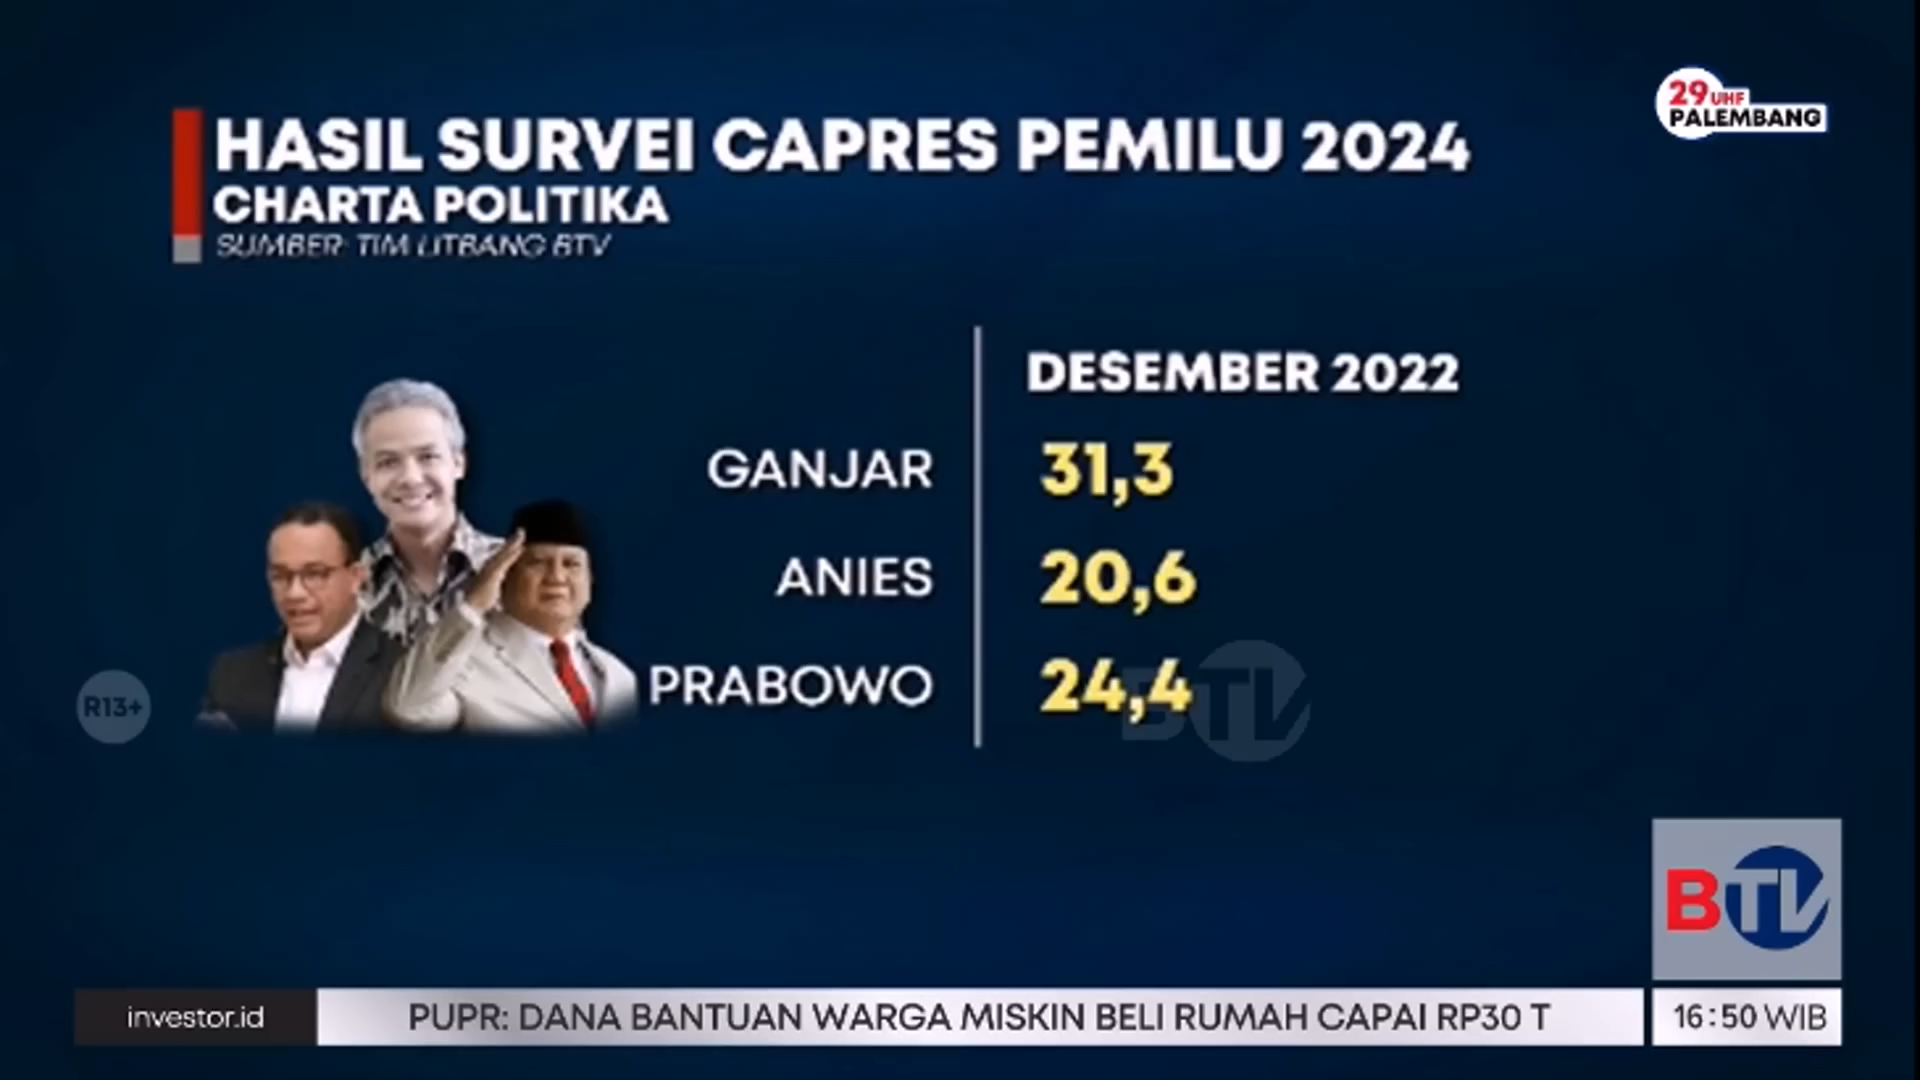 29 UHF
PALEMBANG
HASIL SURVEI CAPRES PEMILU 2024
CHARTA POLITIKA
SUMBER: TIM LITBANG BTV
DESEMBER 2022
GANJAR 31,3
ANIES 20,6
PRABOWO 24,4
R13+
BTV
BTV
investor.id PUPR: DANA BANTUAN WARGA MISKIN BELI RUMAH CAPAI RP30 T 16:50 WIB